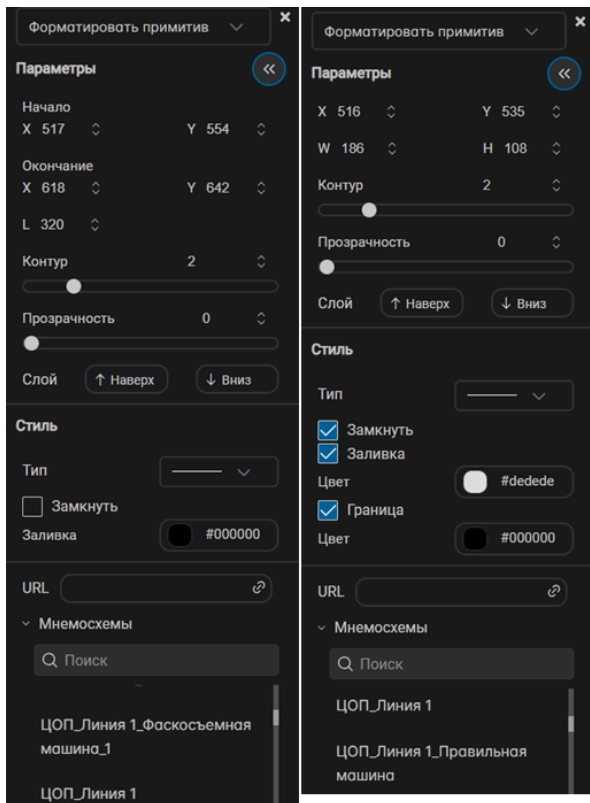 Форматировать примитив
Параметры
Начало
X 517 Y 554
Окончание
X 618 Y 642
L 320
Контур 2
Прозрачность 0
Слой ↑ Наверх ↓ Вниз
Стиль
Тип
Замкнуть
Заливка #000000
URL
Мнемосхемы
Поиск
ЦОП_Линия 1_Фаскосъемная
машина_1
ЦОП_Линия 1
Форматировать примитив
Параметры
X 516 Y 535
W 186 H 108
Контур 2
Прозрачность 0
Слой ↑ Наверх ↓ Вниз
Стиль
Тип
Замкнуть
Заливка
Цвет #dedede
Граница
Цвет #000000
URL
Мнемосхемы
Поиск
ЦОП_Линия 1
ЦОП_Линия 1_Правильная
машина